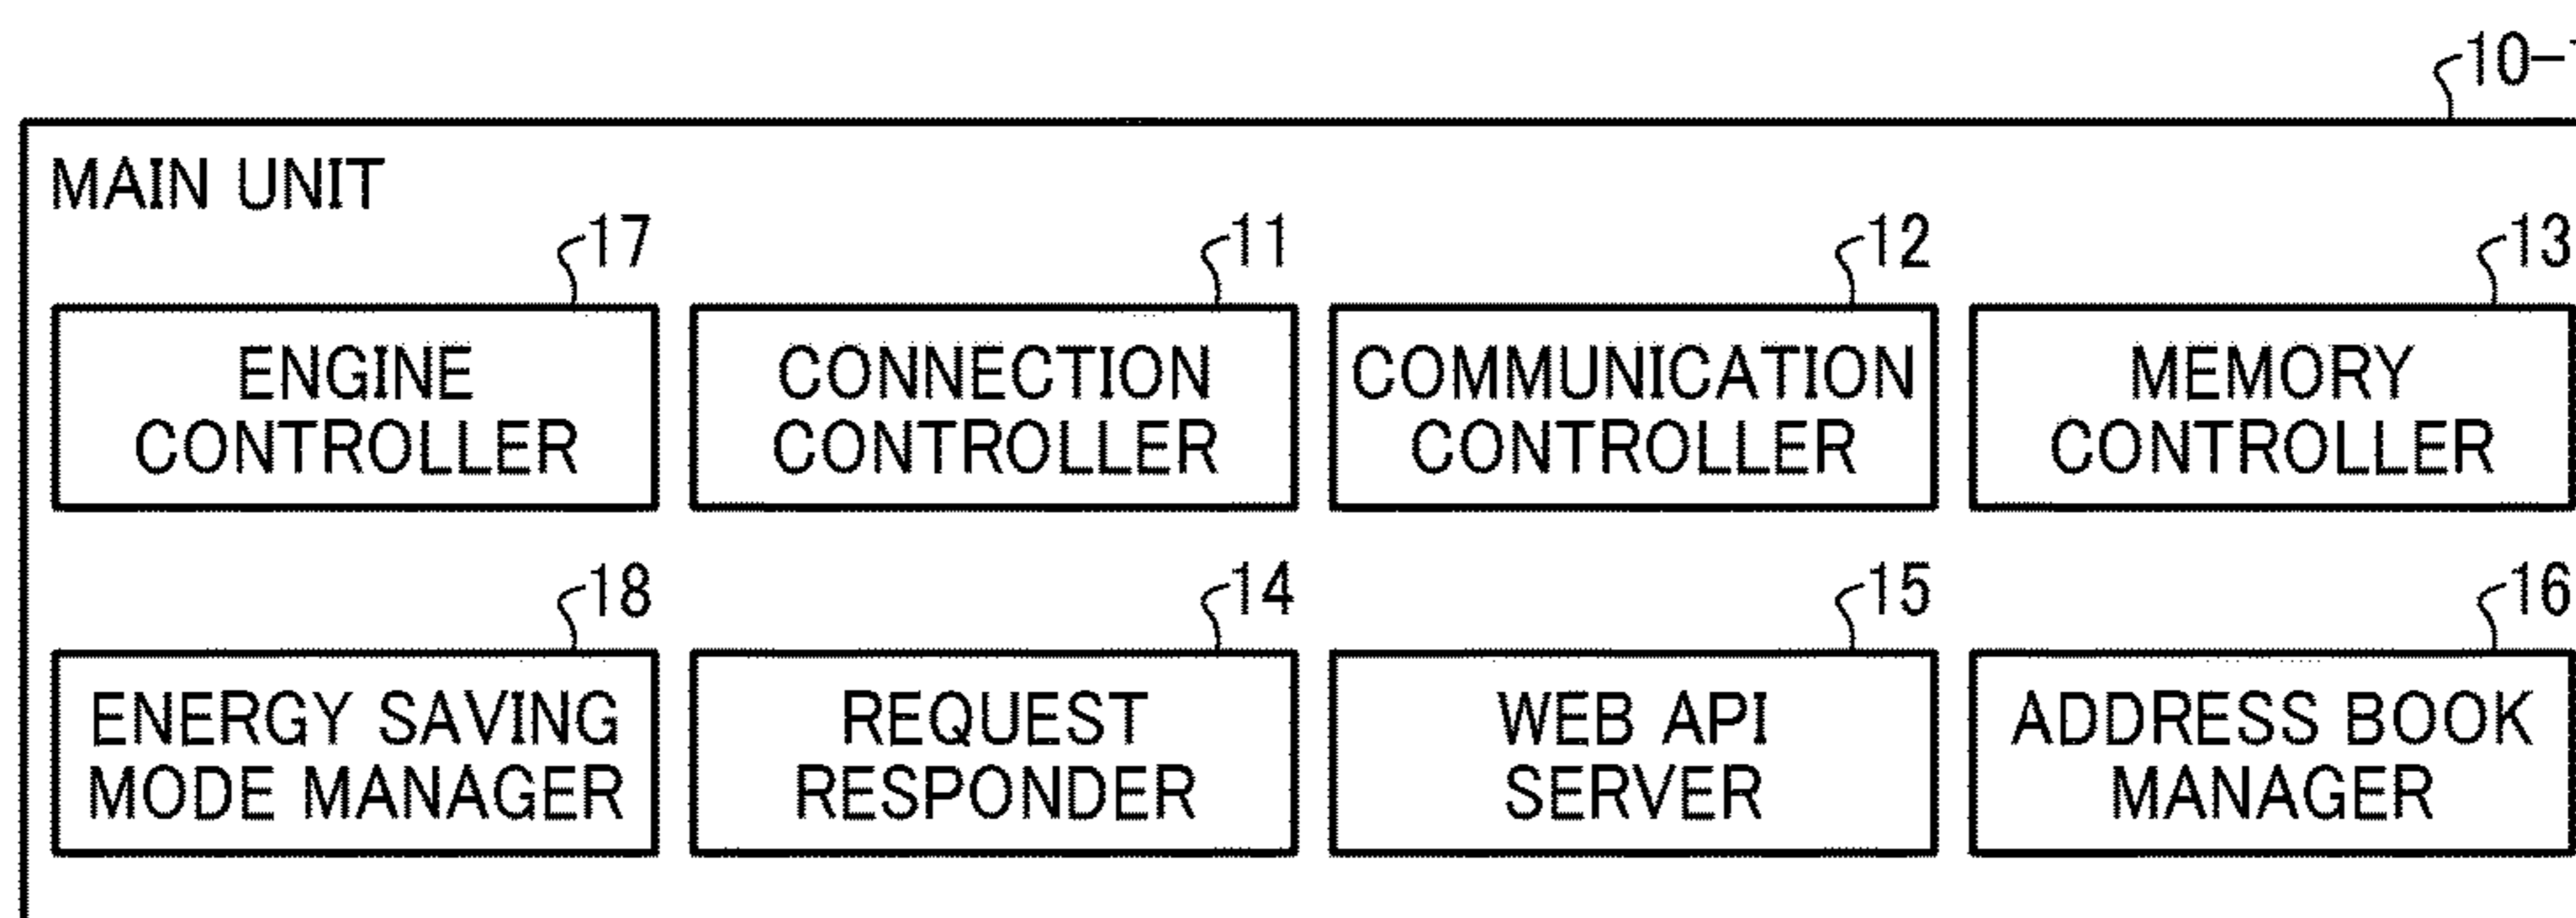 10-1
MAIN UNIT
17
11
12
13
ENGINE
CONTROLLER
CONNECTION
CONTROLLER
COMMUNICATION
CONTROLLER
MEMORY
CONTROLLER
18
14
15
16
ENERGY SAVING
MODE MANAGER
REQUEST
RESPONDER
WEB API
SERVER
ADDRESS BOOK
MANAGER